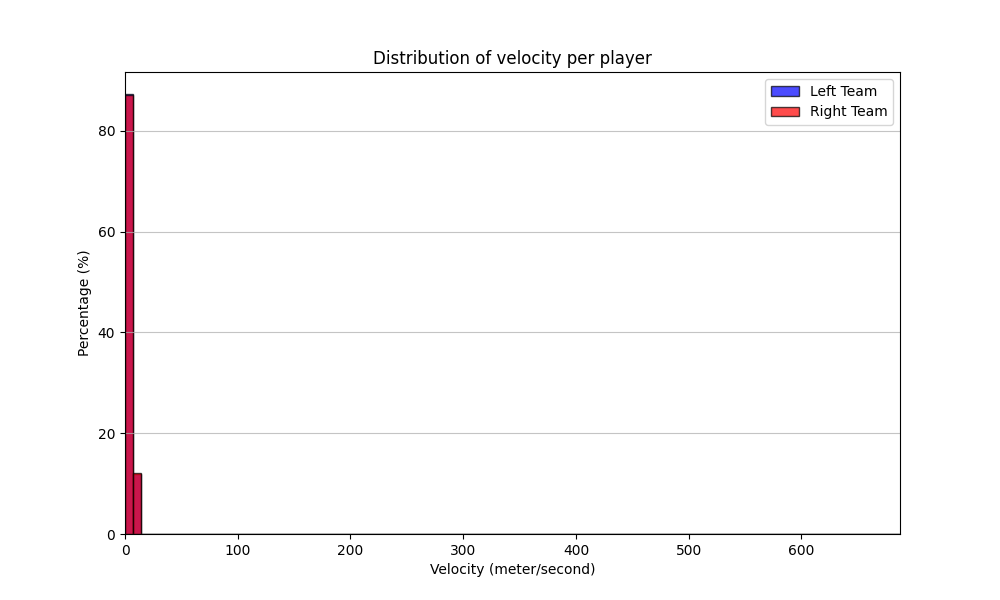 Distribution of velocity per player
Left Team
Right Team
80
60
40
20
0
Percentage (%)
0 100 200 300 400 500 600
Velocity (meter/second)